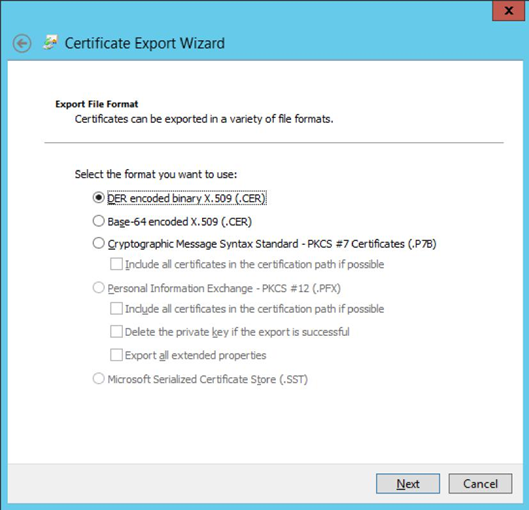 x
Certificate Export Wizard
Export File Format
Certificates can be exported in a variety of file formats.
Select the format you want to use:
DER encoded binary X.509 (.CER)
Base-64 encoded X.509 (.CER)
Cryptographic Message Syntax Standard - PKCS #7 Certificates (.P7B)
Include all certificates in the certification path if possible
Personal Information Exchange - PKCS #12 (.PFX)
Include all certificates in the certification path if possible
Delete the private key if the export is successful
Export all extended properties
Microsoft Serialized Certificate Store (.SST)
Next Cancel